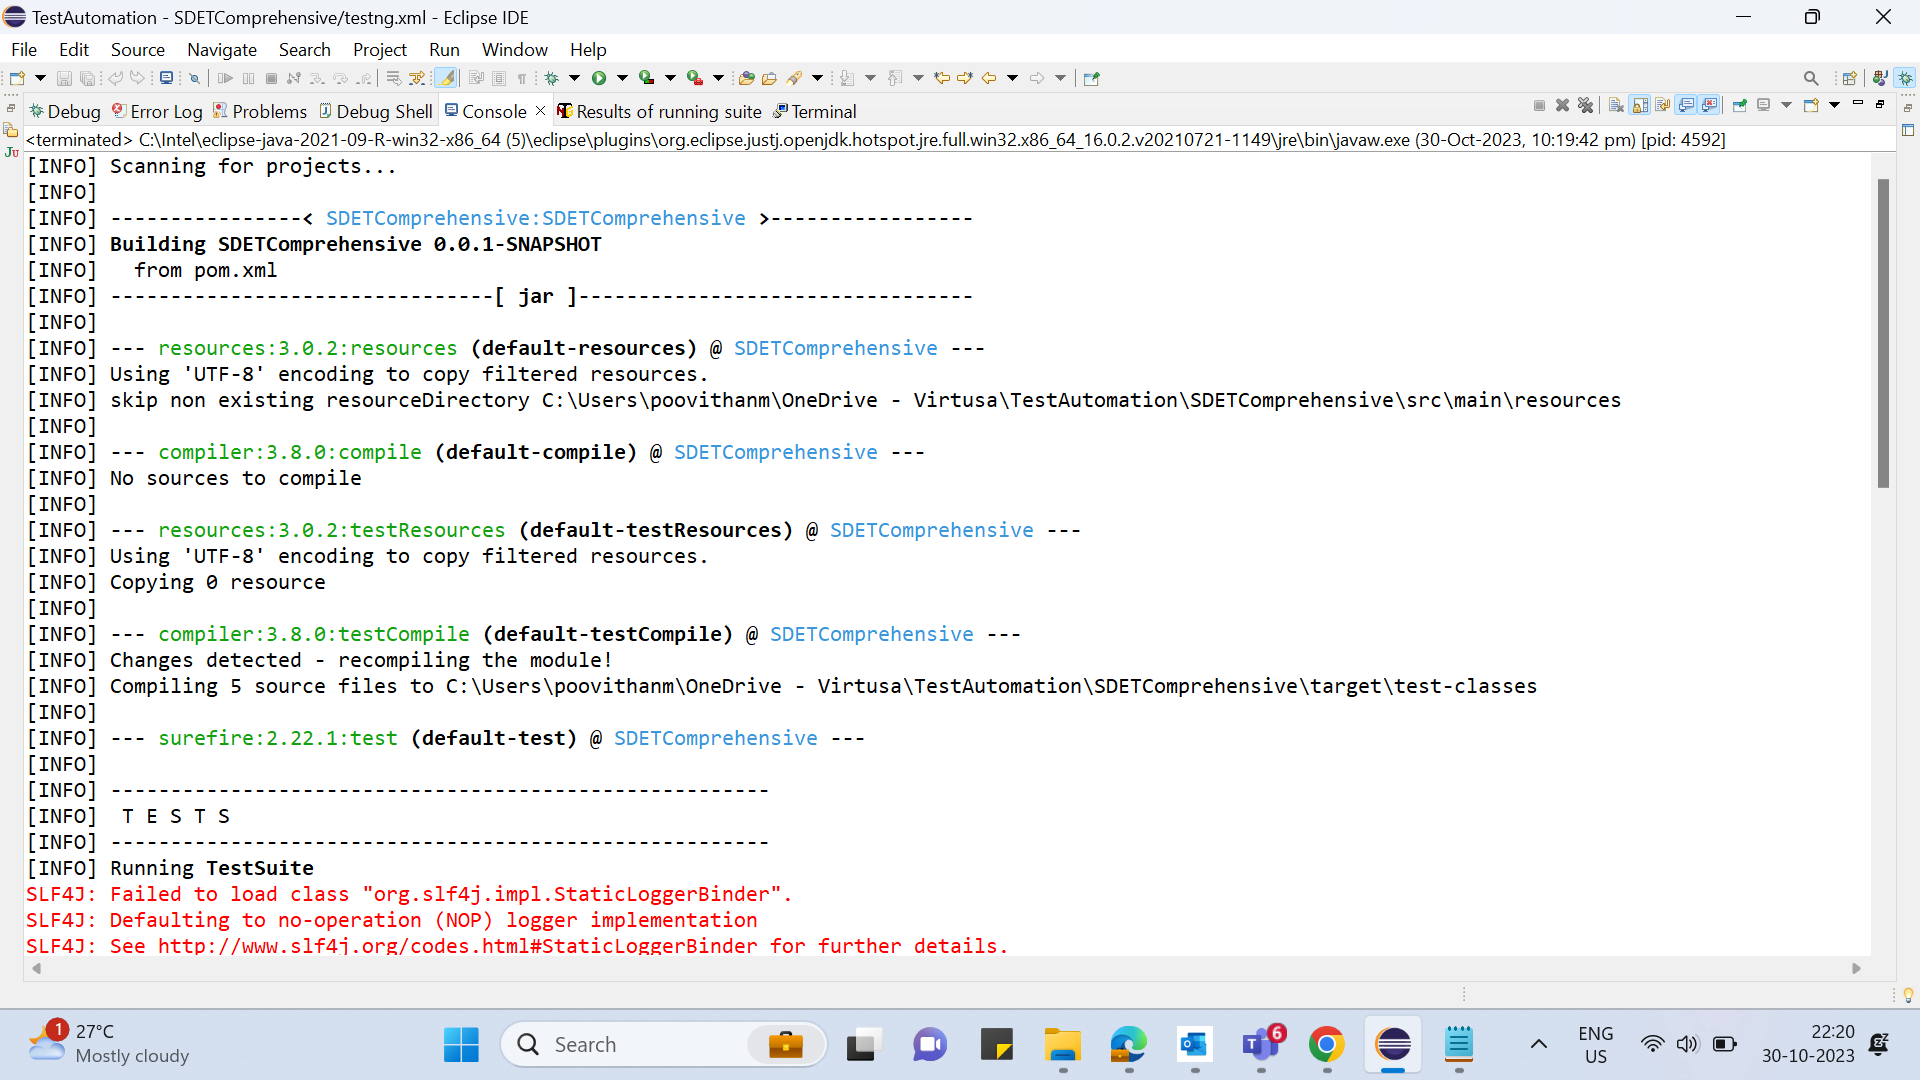 TestAutomation - SDETComprehensive/testng.xml - Eclipse IDE
File Edit Source Navigate Search Project Run Window Help
Debug Error Log Problems Debug Shell Console Results of running suite Terminal
<terminated> C:\Intel\eclipse-java-2021-09-R-win32-x86_64 (5)\eclipse\plugins\org.eclipse.justj.openjdk.hotspot.jre.full.win32.x86_64_16.0.2.v20210721-1149\jre\bin\javaw.exe (30-Oct-2023, 10:19:42 pm) [pid: 4592]
[INFO] Scanning for projects...
[INFO]
[INFO] ----------------< SDETComprehensive:SDETComprehensive >-----------------
[INFO] Building SDETComprehensive 0.0.1-SNAPSHOT
[INFO]   from pom.xml
[INFO] --------------------------------[ jar ]---------------------------------
[INFO]
[INFO] --- resources:3.0.2:resources (default-resources) @ SDETComprehensive ---
[INFO] Using 'UTF-8' encoding to copy filtered resources.
[INFO] skip non existing resourceDirectory C:\Users\poovithanm\OneDrive - Virtusa\TestAutomation\SDETComprehensive\src\main\resources
[INFO]
[INFO] --- compiler:3.8.0:compile (default-compile) @ SDETComprehensive ---
[INFO] No sources to compile
[INFO]
[INFO] --- resources:3.0.2:testResources (default-testResources) @ SDETComprehensive ---
[INFO] Using 'UTF-8' encoding to copy filtered resources.
[INFO] Copying 0 resource
[INFO]
[INFO] --- compiler:3.8.0:testCompile (default-testCompile) @ SDETComprehensive ---
[INFO] Changes detected - recompiling the module!
[INFO] Compiling 5 source files to C:\Users\poovithanm\OneDrive - Virtusa\TestAutomation\SDETComprehensive\target\test-classes
[INFO]
[INFO] --- surefire:2.22.1:test (default-test) @ SDETComprehensive ---
[INFO]
[INFO] -------------------------------------------------------
[INFO]  T E S T S
[INFO] -------------------------------------------------------
[INFO] Running TestSuite
SLF4J: Failed to load class "org.slf4j.impl.StaticLoggerBinder".
SLF4J: Defaulting to no-operation (NOP) logger implementation
SLF4J: See http://www.slf4j.org/codes.html#StaticLoggerBinder for further details.
1
27°C
Mostly cloudy
Search
6
ENG
US
22:20
30-10-2023